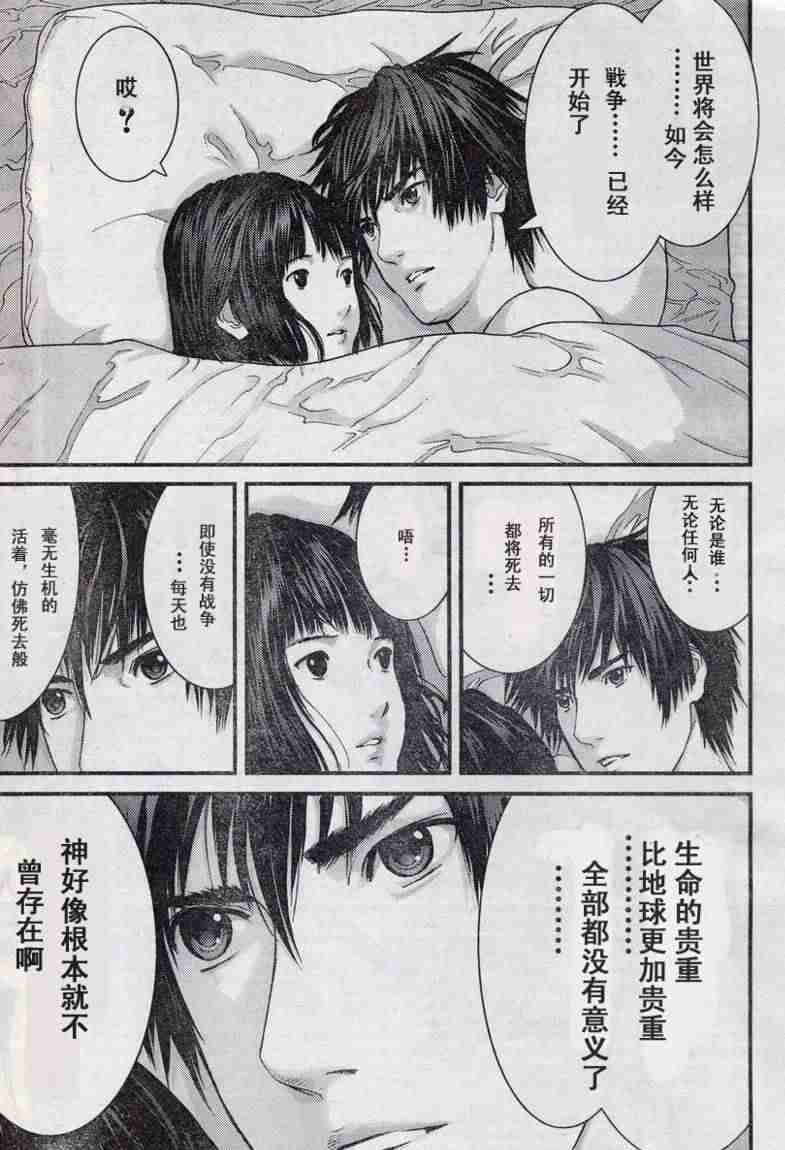 世界将会怎么样
………如今
戦争……已经
开始了
哎?
无论是谁…
无论任何人…
所有的一切
都将死去
…
唔…
即使没有战争
…每天也
毫无生机的
活着，仿佛死去般
生命的贵重
………
比地球更加贵重
………
全部都没有意义了
神好像根本就不
曾存在啊